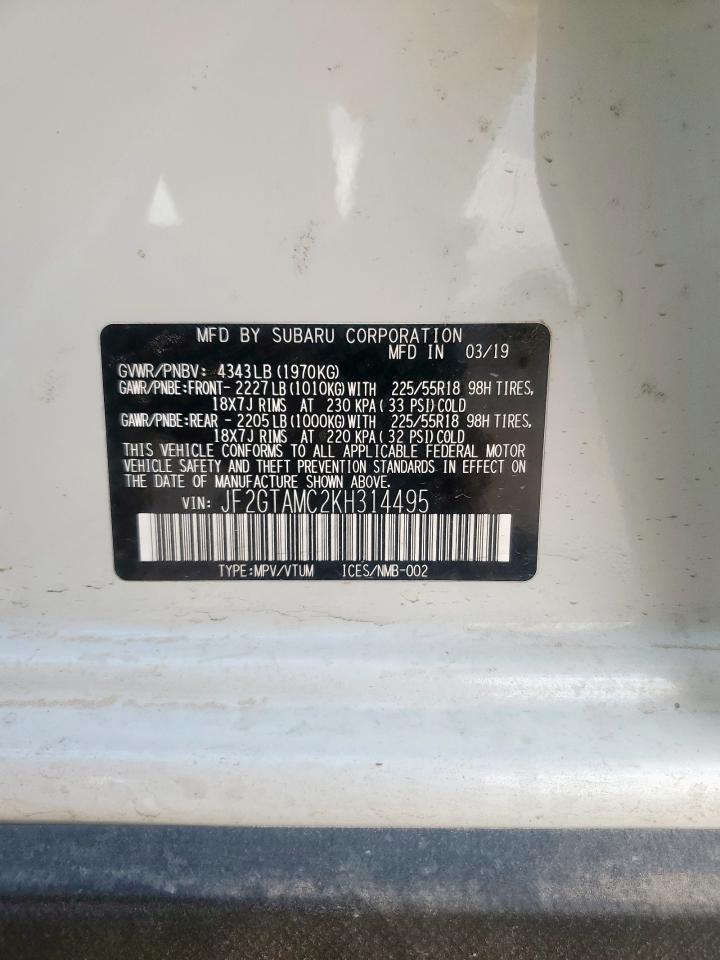 MFD BY SUBARU CORPORATION
MFD IN 03/19
GVWR/PNBV: 4343LB(1970KG)
GAWR/PNBE:FRONT- 2227LB(1010KG)WITH 225/55R18 98H TIRES,
18X7J RIMS AT 230 KPA(33 PSI)COLD
GAWR/PNBE:REAR - 2205LB(1000KG)WITH 225/55R18 98H TIRES,
18X7J RIMS AT 220 KPA(32 PSI)COLD
THIS VEHICLE CONFORMS TO ALL APPLICABLE FEDERAL MOTOR
VEHICLE SAFETY AND THEFT PREVENTION STANDARDS IN EFFECT ON
THE DATE OF MANUFACTURE SHOWN ABOVE.
VIN: JF2GTAMC2KH314495
TYPE:MPV/VTUM ICES/NMB-002